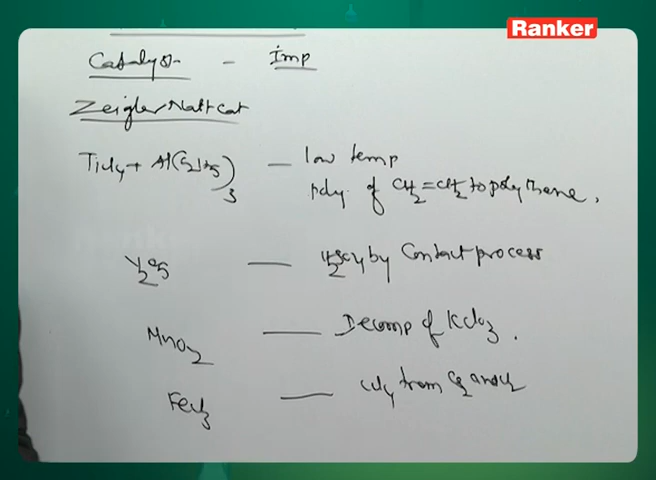 Ranker
Catalyst - Imp
Zeigler Natt cat
TiCl4 + Al(C2H5)3 — low temp
poly. of CH2=CH2 to polythene.
V2O5 — H2SO4 by Contact process
MnO2 — Decomp of KClO3.
FeCl3 — CCl4 from CS2 and Cl2